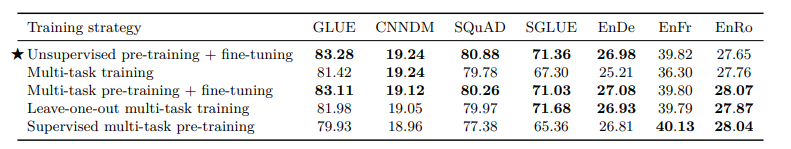 Training strategy GLUE CNNDM SQuAD SGLUE EnDe EnFr EnRo
★ Unsupervised pre-training + fine-tuning 83.28 19.24 80.88 71.36 26.98 39.82 27.65
Multi-task training 81.42 19.24 79.78 67.30 25.21 36.30 27.76
Multi-task pre-training + fine-tuning 83.11 19.12 80.26 71.03 27.08 39.80 28.07
Leave-one-out multi-task training 81.98 19.05 79.97 71.68 26.93 39.79 27.87
Supervised multi-task pre-training 79.93 18.96 77.38 65.36 26.81 40.13 28.04